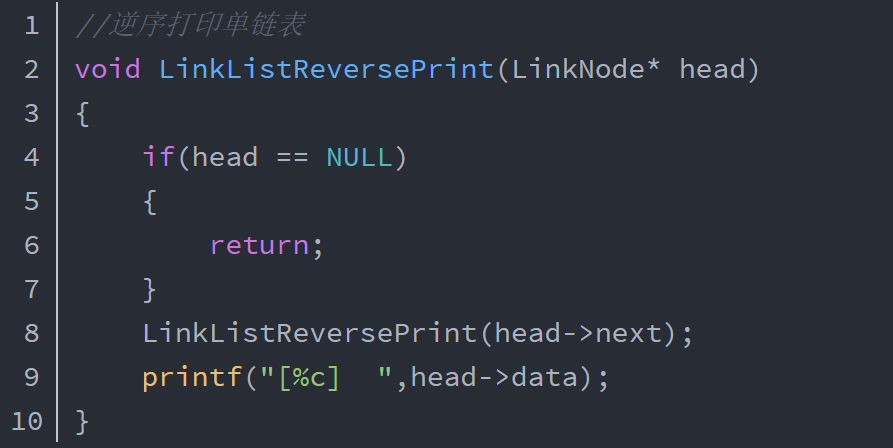 1 //逆序打印单链表
2 void LinkListReversePrint(LinkNode* head)
3 {
4     if(head == NULL)
5     {
6         return;
7     }
8     LinkListReversePrint(head->next);
9     printf("[%c]  ",head->data);
10 }